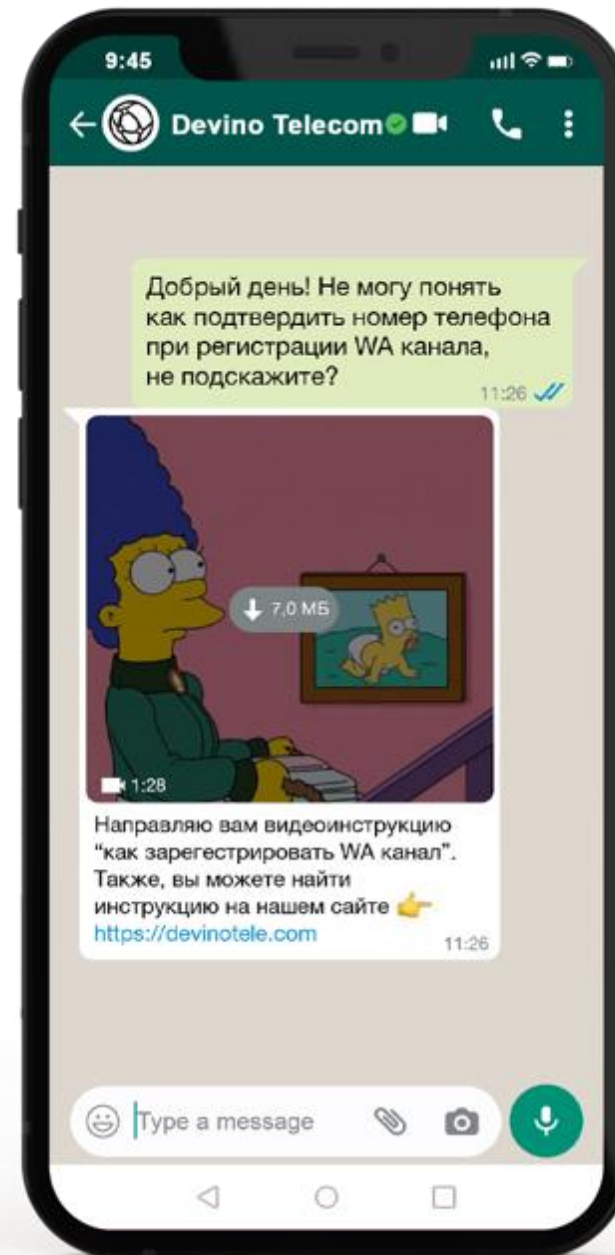 9:45
Devino Telecom
Добрый день! Не могу понять
как подтвердить номер телефона
при регистрации WA канала,
не подскажите?
11:26
7,0 МБ
1:28
Направляю вам видеоинструкцию
“как зарегестрировать WA канал”.
Также, вы можете найти
инструкцию на нашем сайте 👉
https://devinotele.com
11:26
Type a message